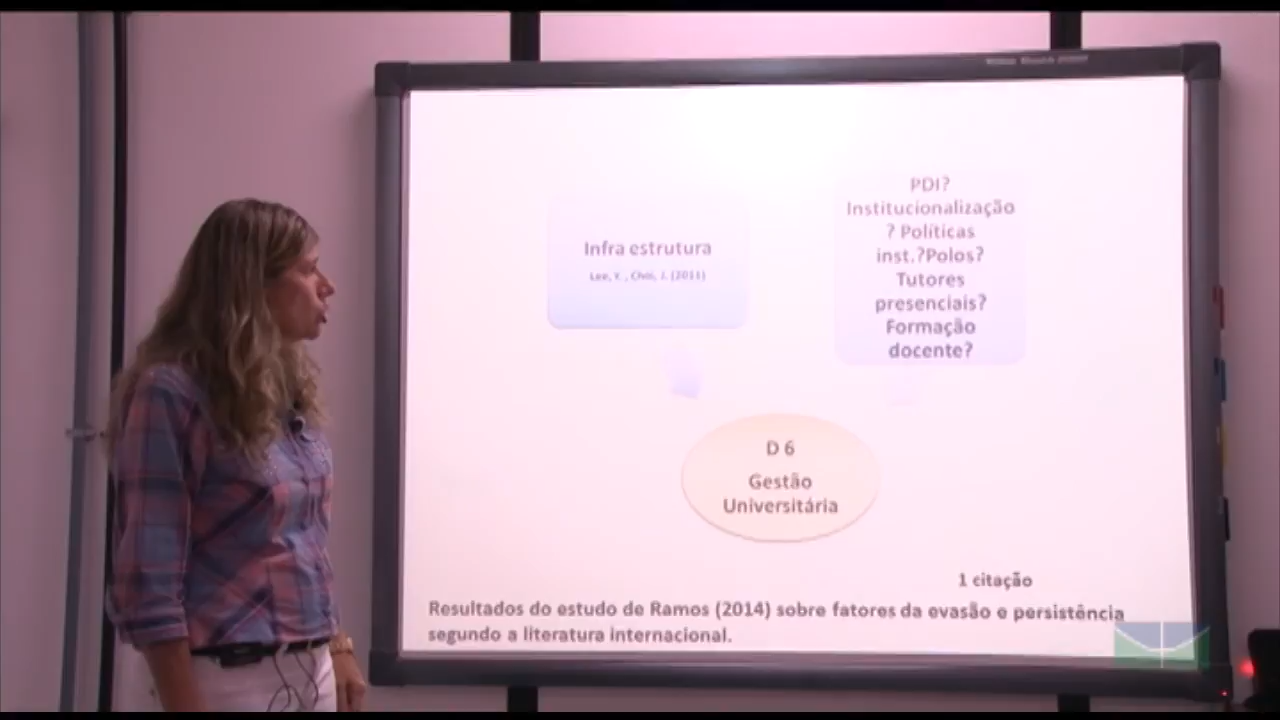 Infra estrutura
Lee, Y., Choi, J. (2011)
PDI?
Institucionalização
? Políticas
inst.?Polos?
Tutores
presenciais?
Formação
docente?
D 6
Gestão
Universitária
1 citação
Resultados do estudo de Ramos (2014) sobre fatores da evasão e persistência
segundo a literatura internacional.